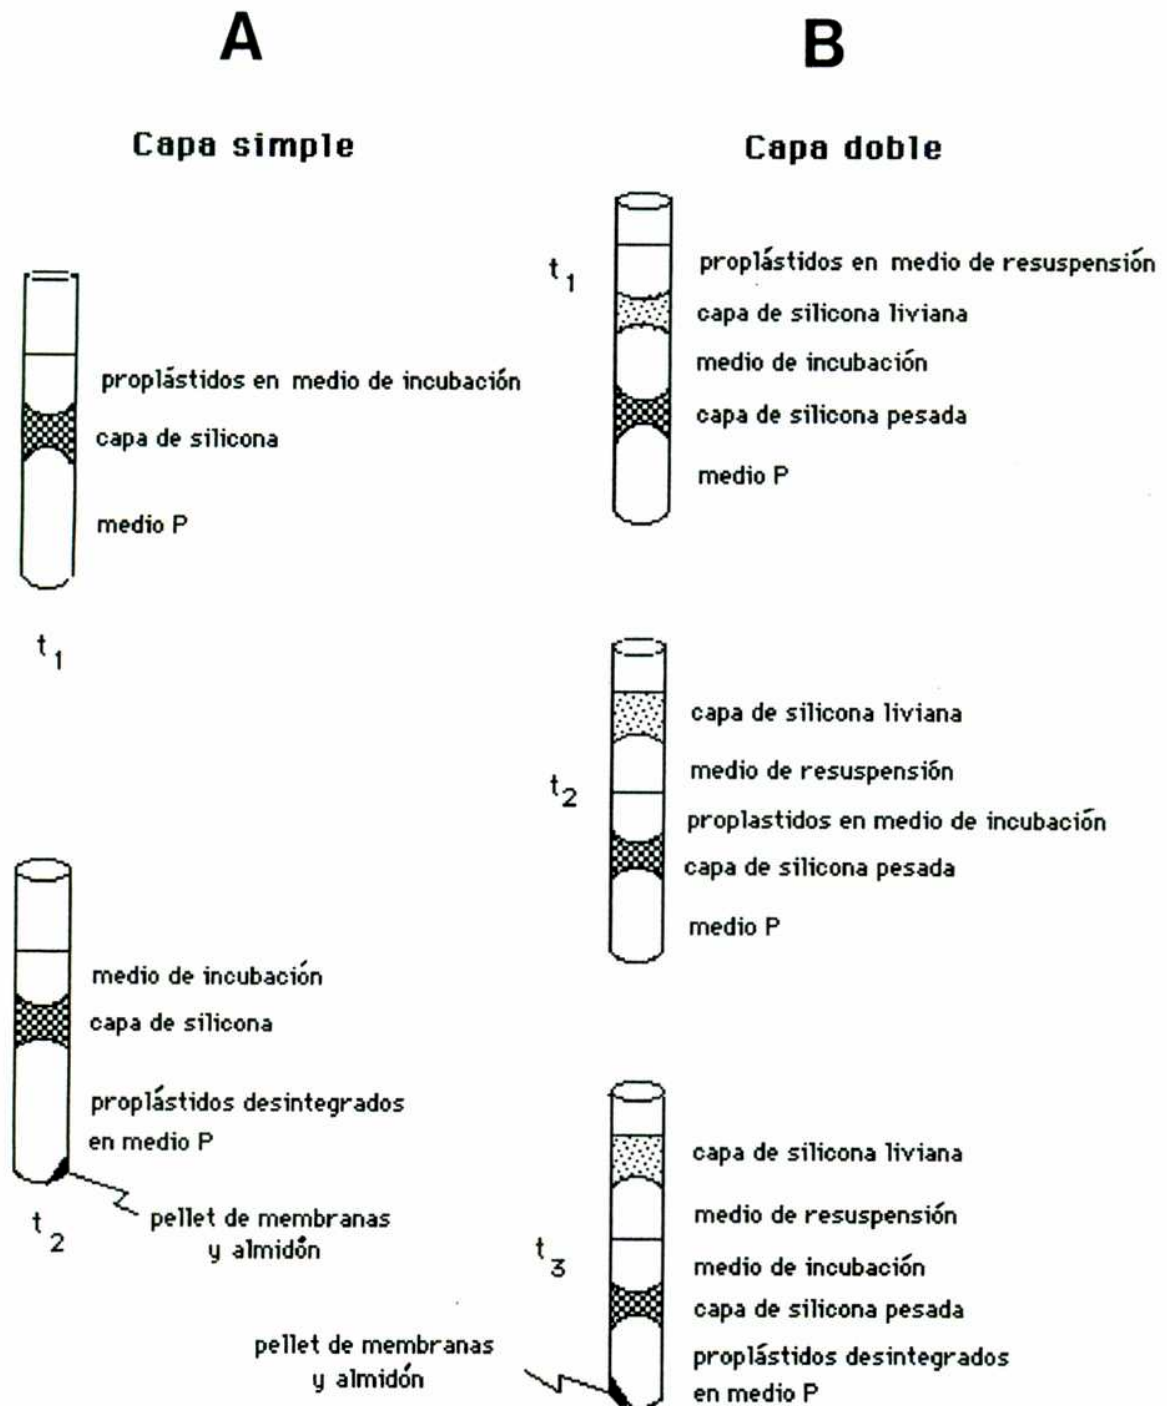 A
Capa simple
proplástidos en medio de incubación
capa de silicona
medio P
t1
medio de incubación
capa de silicona
proplástidos desintegrados
en medio P
pellet de membranas
y almidón
t2
B
Capa doble
t1
proplástidos en medio de resuspensión
capa de silicona liviana
medio de incubación
capa de silicona pesada
medio P
t2
capa de silicona liviana
medio de resuspensión
proplastidos en medio de incubación
capa de silicona pesada
medio P
t3
capa de silicona liviana
medio de resuspensión
medio de incubación
capa de silicona pesada
proplástidos desintegrados
en medio P
pellet de membranas
y almidón